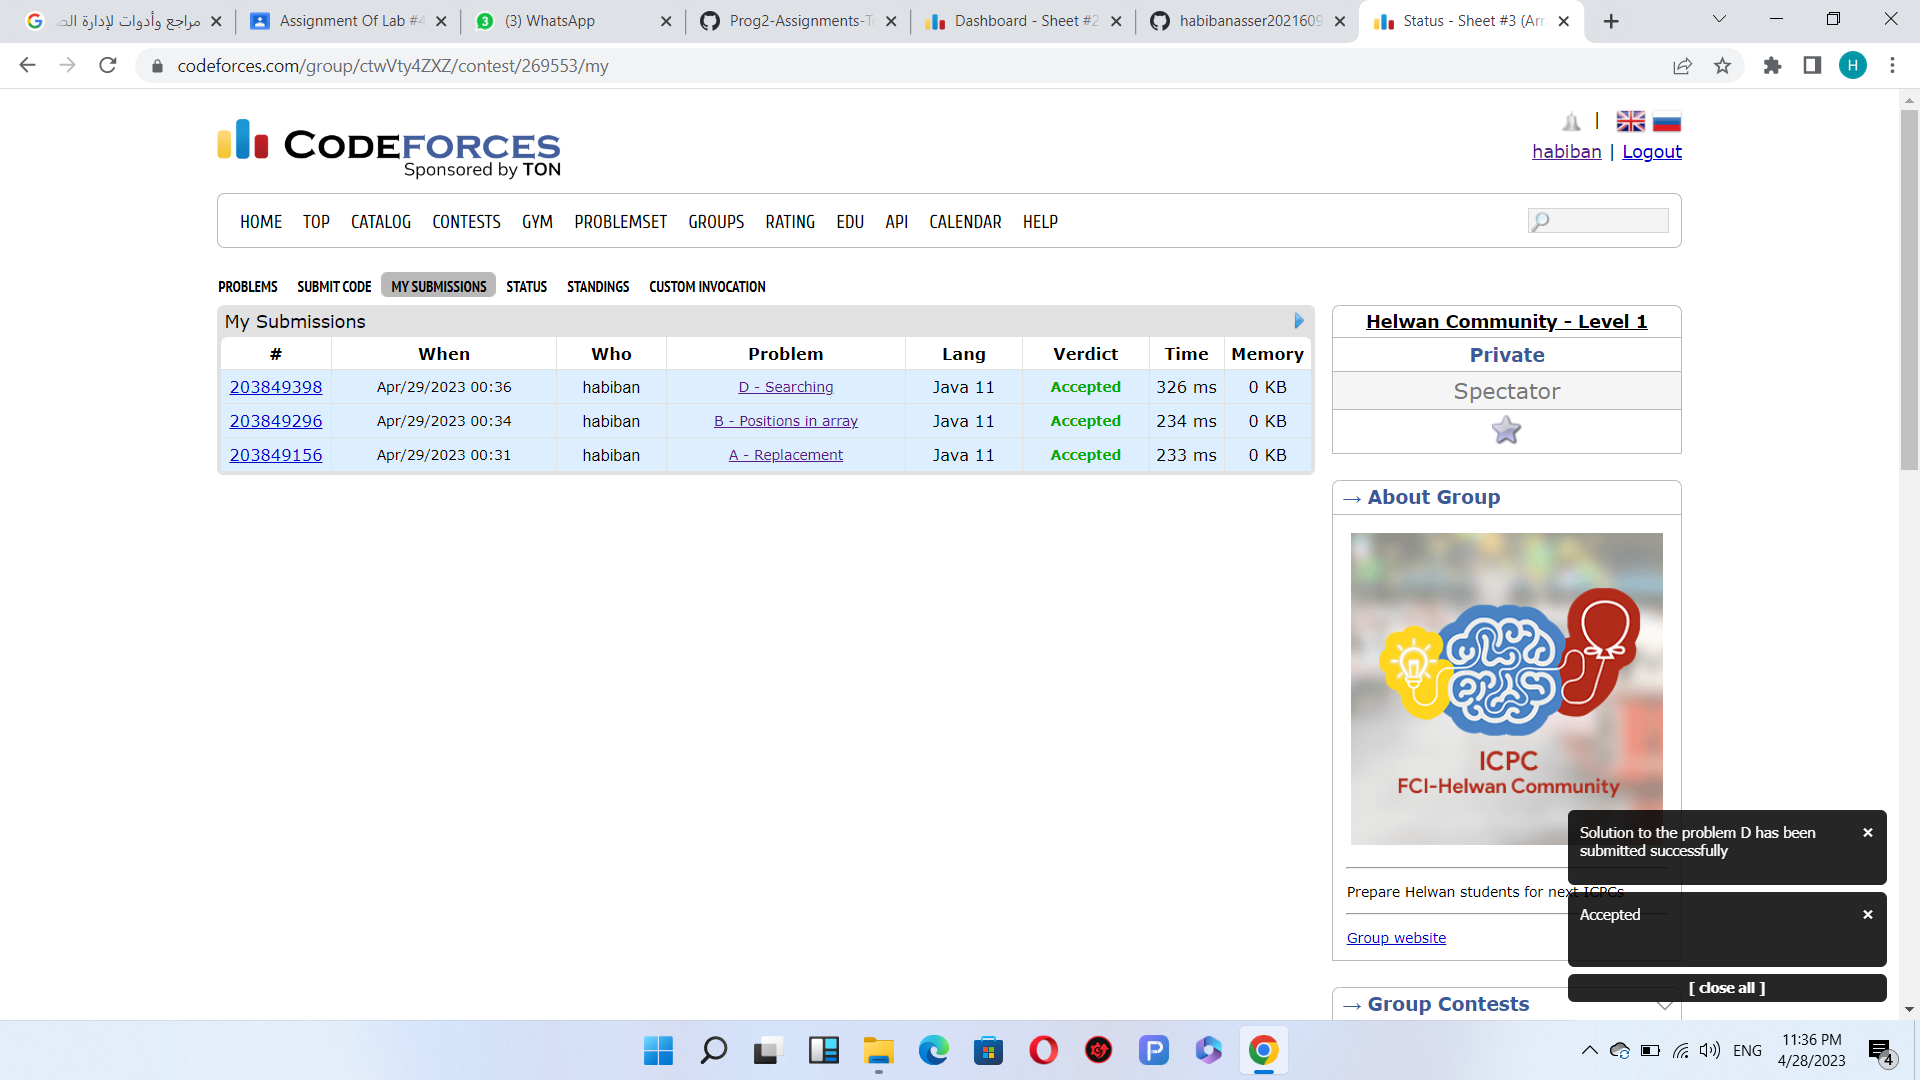 مراجع وأدوات لإدارة الص
Assignment Of Lab #4
(3) WhatsApp
Prog2-Assignments-T
Dashboard - Sheet #2
habibanasser2021609
Status - Sheet #3 (Arr
codeforces.com/group/ctwVty4ZXZ/contest/269553/my
H
CODEFORCES
Sponsored by TON
habiban | Logout
HOME TOP CATALOG CONTESTS GYM PROBLEMSET GROUPS RATING EDU API CALENDAR HELP
PROBLEMS SUBMIT CODE MY SUBMISSIONS STATUS STANDINGS CUSTOM INVOCATION
My Submissions
# When Who Problem Lang Verdict Time Memory
203849398 Apr/29/2023 00:36 habiban D - Searching Java 11 Accepted 326 ms 0 KB
203849296 Apr/29/2023 00:34 habiban B - Positions in array Java 11 Accepted 234 ms 0 KB
203849156 Apr/29/2023 00:31 habiban A - Replacement Java 11 Accepted 233 ms 0 KB
Helwan Community - Level 1
Private
Spectator
→ About Group
ICPC
FCI-Helwan Community
Prepare Helwan students for next ICPCs
Group website
→ Group Contests
Solution to the problem D has been
submitted successfully
Accepted
[ close all ]
ENG
11:36 PM
4/28/2023
4